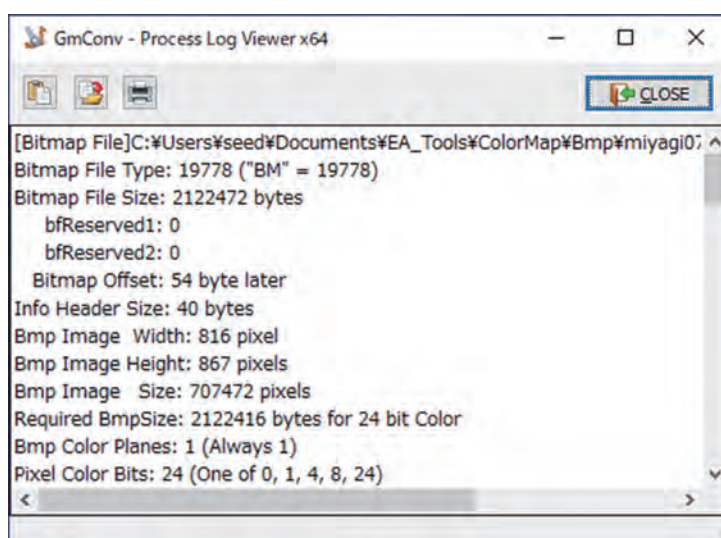 GmConv - Process Log Viewer x64
CLOSE
[Bitmap File]C:¥Users¥seed¥Documents¥EA_Tools¥ColorMap¥Bmp¥miyagi07
Bitmap File Type: 19778 ("BM" = 19778)
Bitmap File Size: 2122472 bytes
bfReserved1: 0
bfReserved2: 0
Bitmap Offset: 54 byte later
Info Header Size: 40 bytes
Bmp Image  Width: 816 pixel
Bmp Image Height: 867 pixels
Bmp Image   Size: 707472 pixels
Required BmpSize: 2122416 bytes for 24 bit Color
Bmp Color Planes: 1 (Always 1)
Pixel Color Bits: 24 (One of 0, 1, 4, 8, 24)